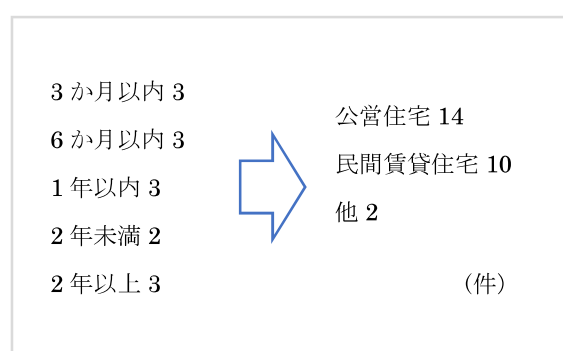 3 か月以内 3
6 か月以内 3
1 年以内 3
2 年未満 2
2 年以上 3
公営住宅 14
民間賃貸住宅 10
他 2
（件）